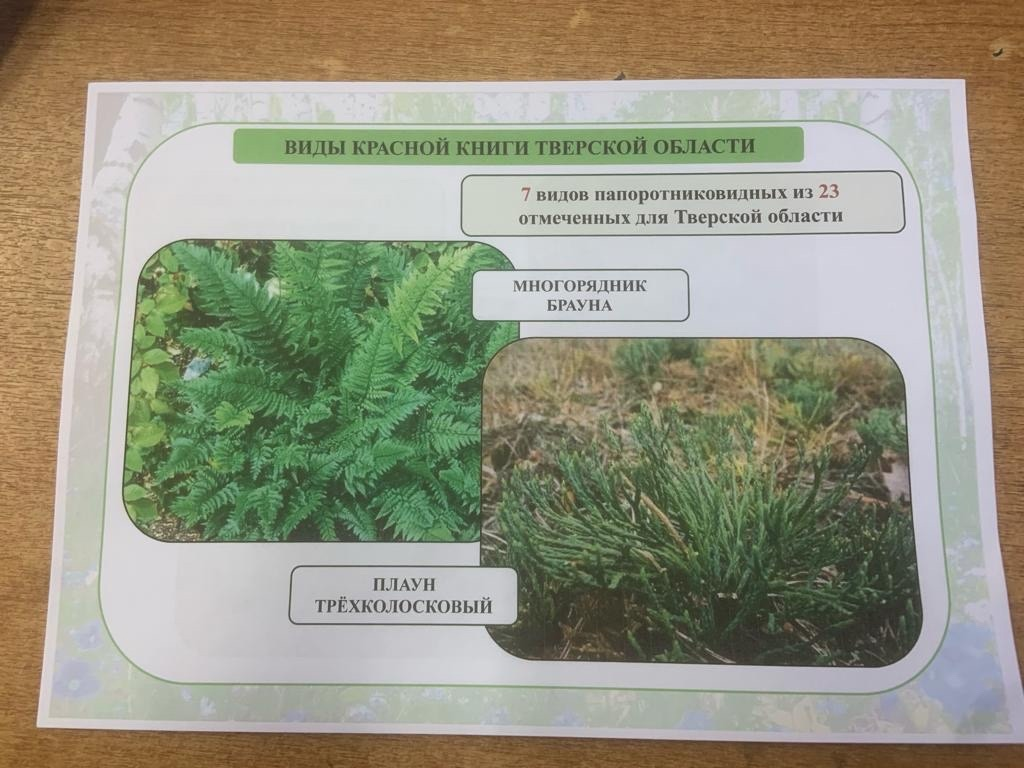 ВИДЫ КРАСНОЙ КНИГИ ТВЕРСКОЙ ОБЛАСТИ
7 видов папоротниковидных из 23
отмеченных для Тверской области
МНОГОРЯДНИК
БРАУНА
ПЛАУН
ТРЁХКОЛОСКОВЫЙ